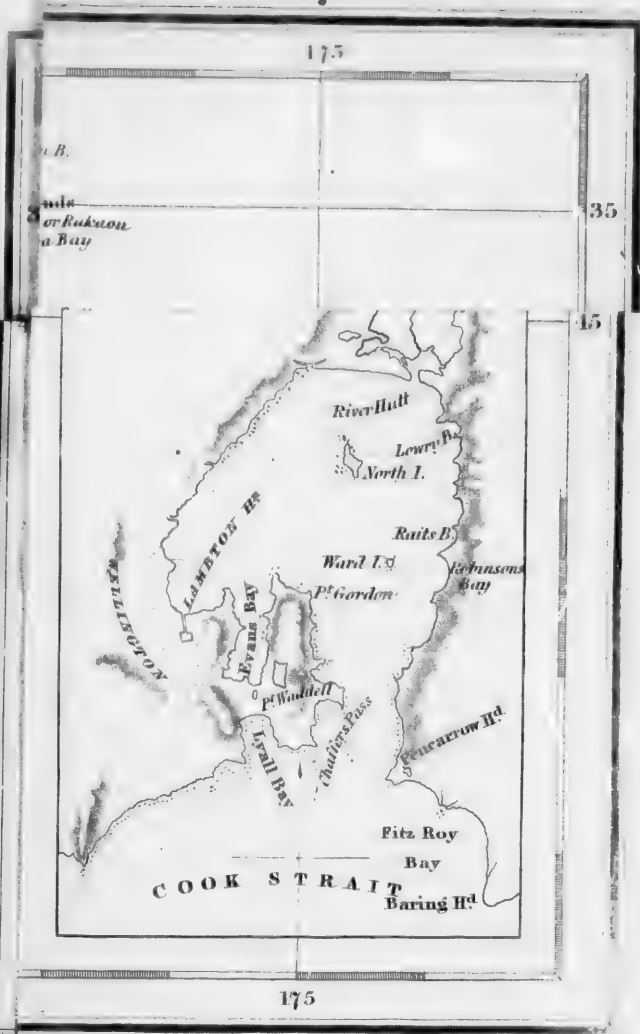 175
B.
nds
or Rukaou
a Bay
35
45
River Hutt
Lowry B.
North I.
LAMBTON Hr.
Raits B.
Ward I.
Robinsons
Bay
Pt. Gordon
WELLINGTON
Evans Bay
Pt. Waddell
Chaffers Pass
Pencarrow Hd.
Lyall Bay
Fitz Roy
Bay
COOK STRAIT
Baring Hd.
175